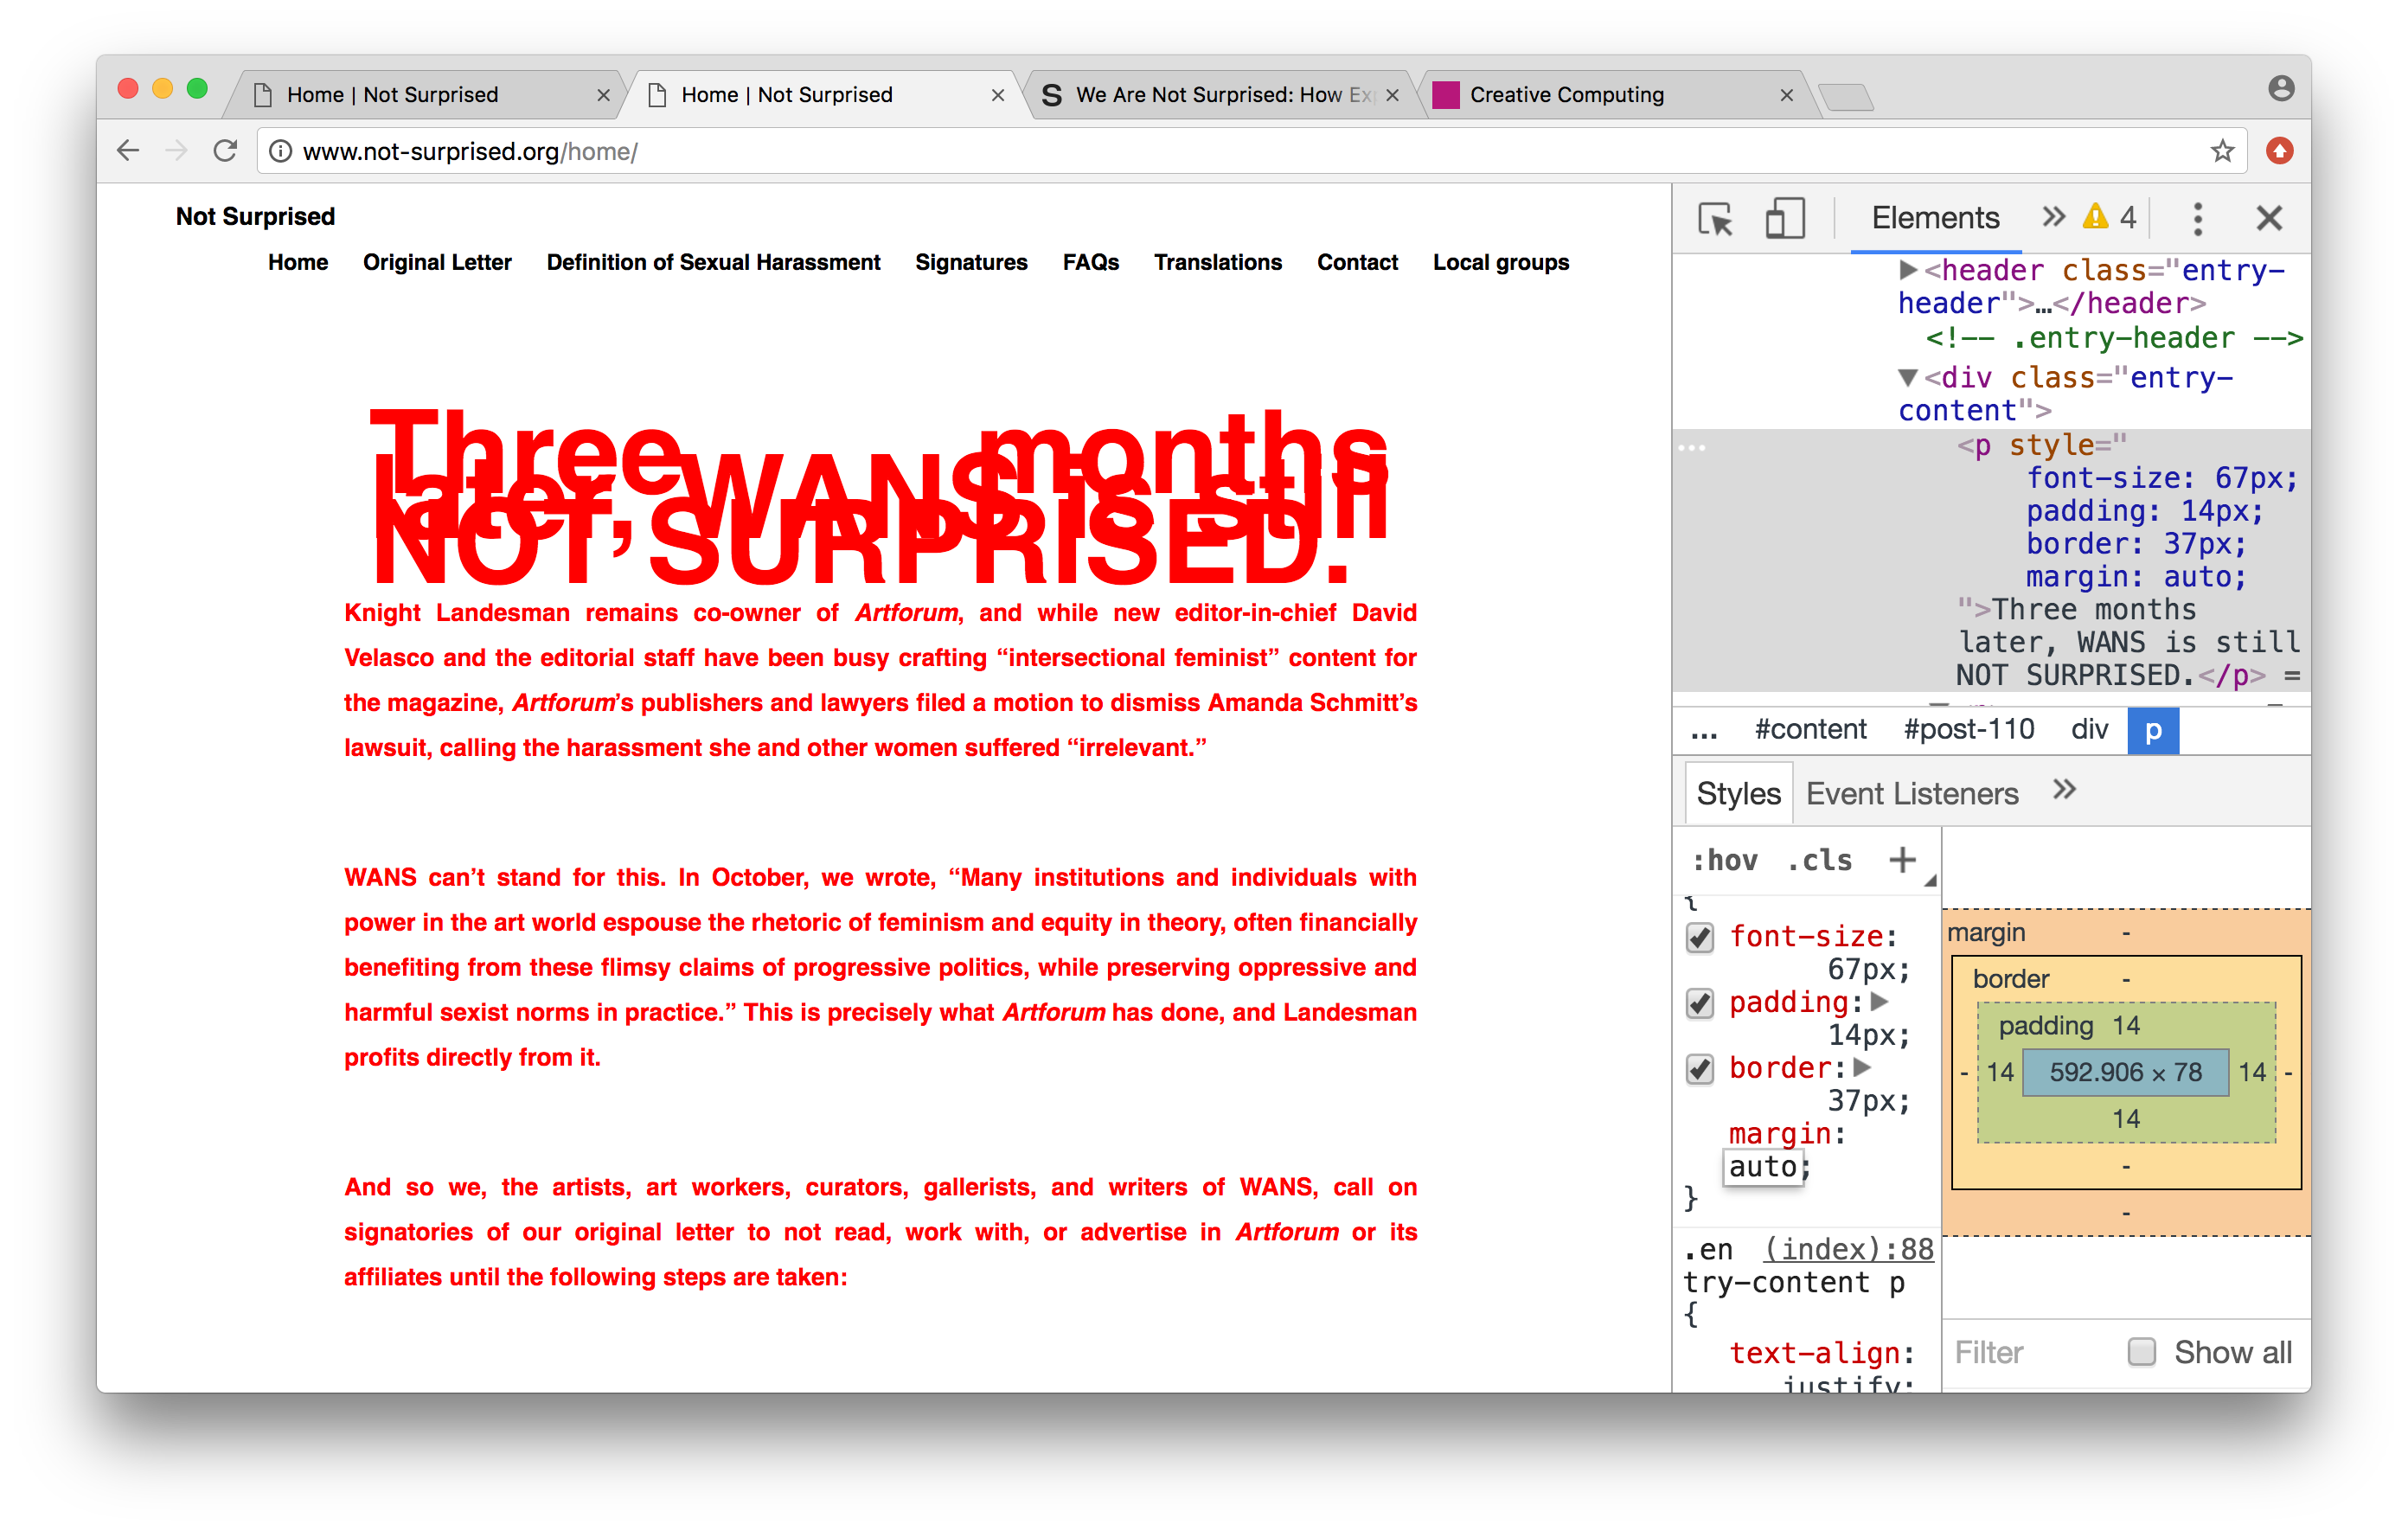 Home | Not Surprised
Home | Not Surprised
S We Are Not Surprised: How Exp
Creative Computing
www.not-surprised.org/home/
Not Surprised
Home Original Letter Definition of Sexual Harassment Signatures FAQs Translations Contact Local groups
Three months
later, WANS is still
NOT SURPRISED.
Knight Landesman remains co-owner of Artforum, and while new editor-in-chief David
Velasco and the editorial staff have been busy crafting “intersectional feminist” content for
the magazine, Artforum’s publishers and lawyers filed a motion to dismiss Amanda Schmitt’s
lawsuit, calling the harassment she and other women suffered “irrelevant.”
WANS can’t stand for this. In October, we wrote, “Many institutions and individuals with
power in the art world espouse the rhetoric of feminism and equity in theory, often financially
benefiting from these flimsy claims of progressive politics, while preserving oppressive and
harmful sexist norms in practice.” This is precisely what Artforum has done, and Landesman
profits directly from it.
And so we, the artists, art workers, curators, gallerists, and writers of WANS, call on
signatories of our original letter to not read, work with, or advertise in Artforum or its
affiliates until the following steps are taken:
Elements » 4
<header class="entry-
header">…</header>
<!-- .entry-header -->
<div class="entry-
content">
... <p style="
font-size: 67px;
padding: 14px;
border: 37px;
margin: auto;
">Three months
later, WANS is still
NOT SURPRISED.</p> =
... #content #post-110 div p
Styles Event Listeners »
:hov .cls +
{
font-size:
67px;
padding:
14px;
border:
37px;
margin:
auto;
}
.en (index):88
try-content p
{
text-align:
justify;
margin -
border -
padding 14
- 14 592.906 × 78 14 -
14
-
-
Filter Show all